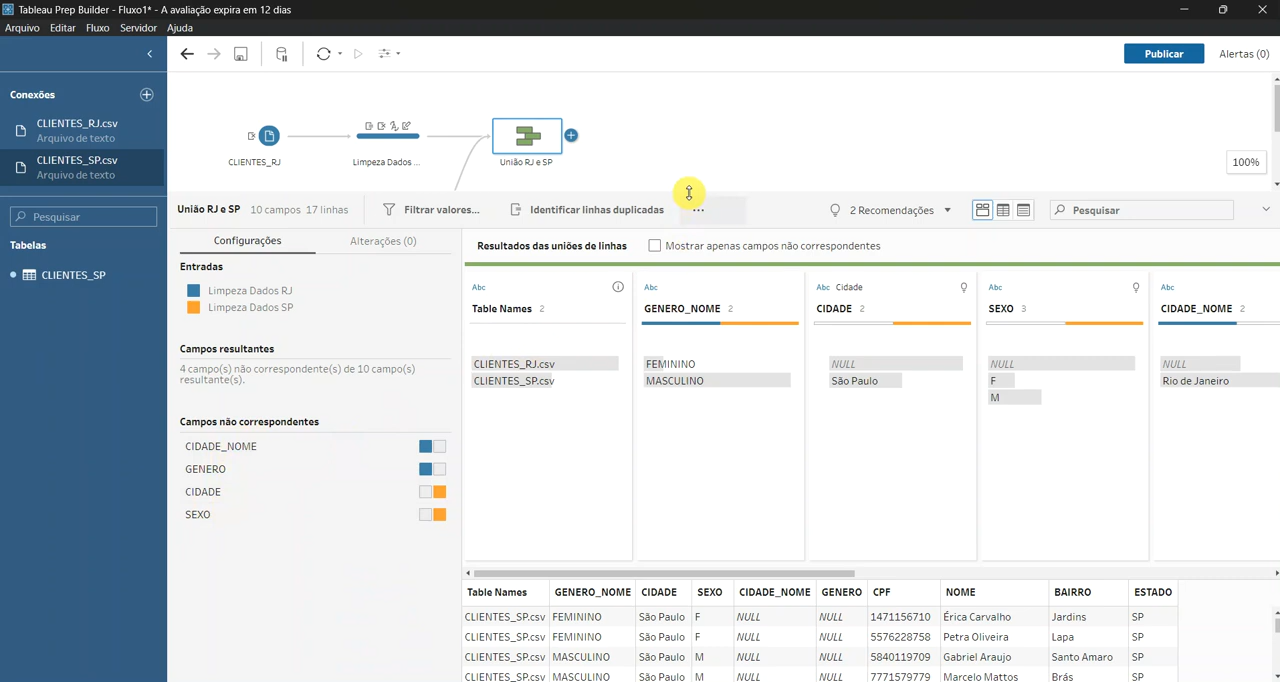 Tableau Prep Builder - Fluxo1* - A avaliação expira em 12 dias
Arquivo Editar Fluxo Servidor Ajuda
Publicar Alertas (0)
Conexões
CLIENTES_RJ.csv
Arquivo de texto
CLIENTES_SP.csv
Arquivo de texto
Pesquisar
Tabelas
CLIENTES_SP
CLIENTES_RJ Limpeza Dados ... União RJ e SP
100%
União RJ e SP 10 campos 17 linhas Filtrar valores... Identificar linhas duplicadas ... 2 Recomendações Pesquisar
Configurações Alterações (0)
Entradas
Limpeza Dados RJ
Limpeza Dados SP
Campos resultantes
4 campo(s) não correspondente(s) de 10 campo(s)
resultante(s).
Campos não correspondentes
CIDADE_NOME
GENERO
CIDADE
SEXO
Resultados das uniões de linhas Mostrar apenas campos não correspondentes
Abc Abc Abc Cidade Abc Abc
Table Names 2 GENERO_NOME 2 CIDADE 2 SEXO 3 CIDADE_NOME 2
CLIENTES_RJ.csv FEMININO NULL NULL NULL
CLIENTES_SP.csv MASCULINO São Paulo F Rio de Janeiro
M
Table Names GENERO_NOME CIDADE SEXO CIDADE_NOME GENERO CPF NOME BAIRRO ESTADO
CLIENTES_SP.csv FEMININO São Paulo F NULL NULL 1471156710 Érica Carvalho Jardins SP
CLIENTES_SP.csv FEMININO São Paulo F NULL NULL 5576228758 Petra Oliveira Lapa SP
CLIENTES_SP.csv MASCULINO São Paulo M NULL NULL 5840119709 Gabriel Araujo Santo Amaro SP
CLIENTES_SP.csv MASCULINO São Paulo M NULL NULL 7771579779 Marcelo Mattos Brás SP